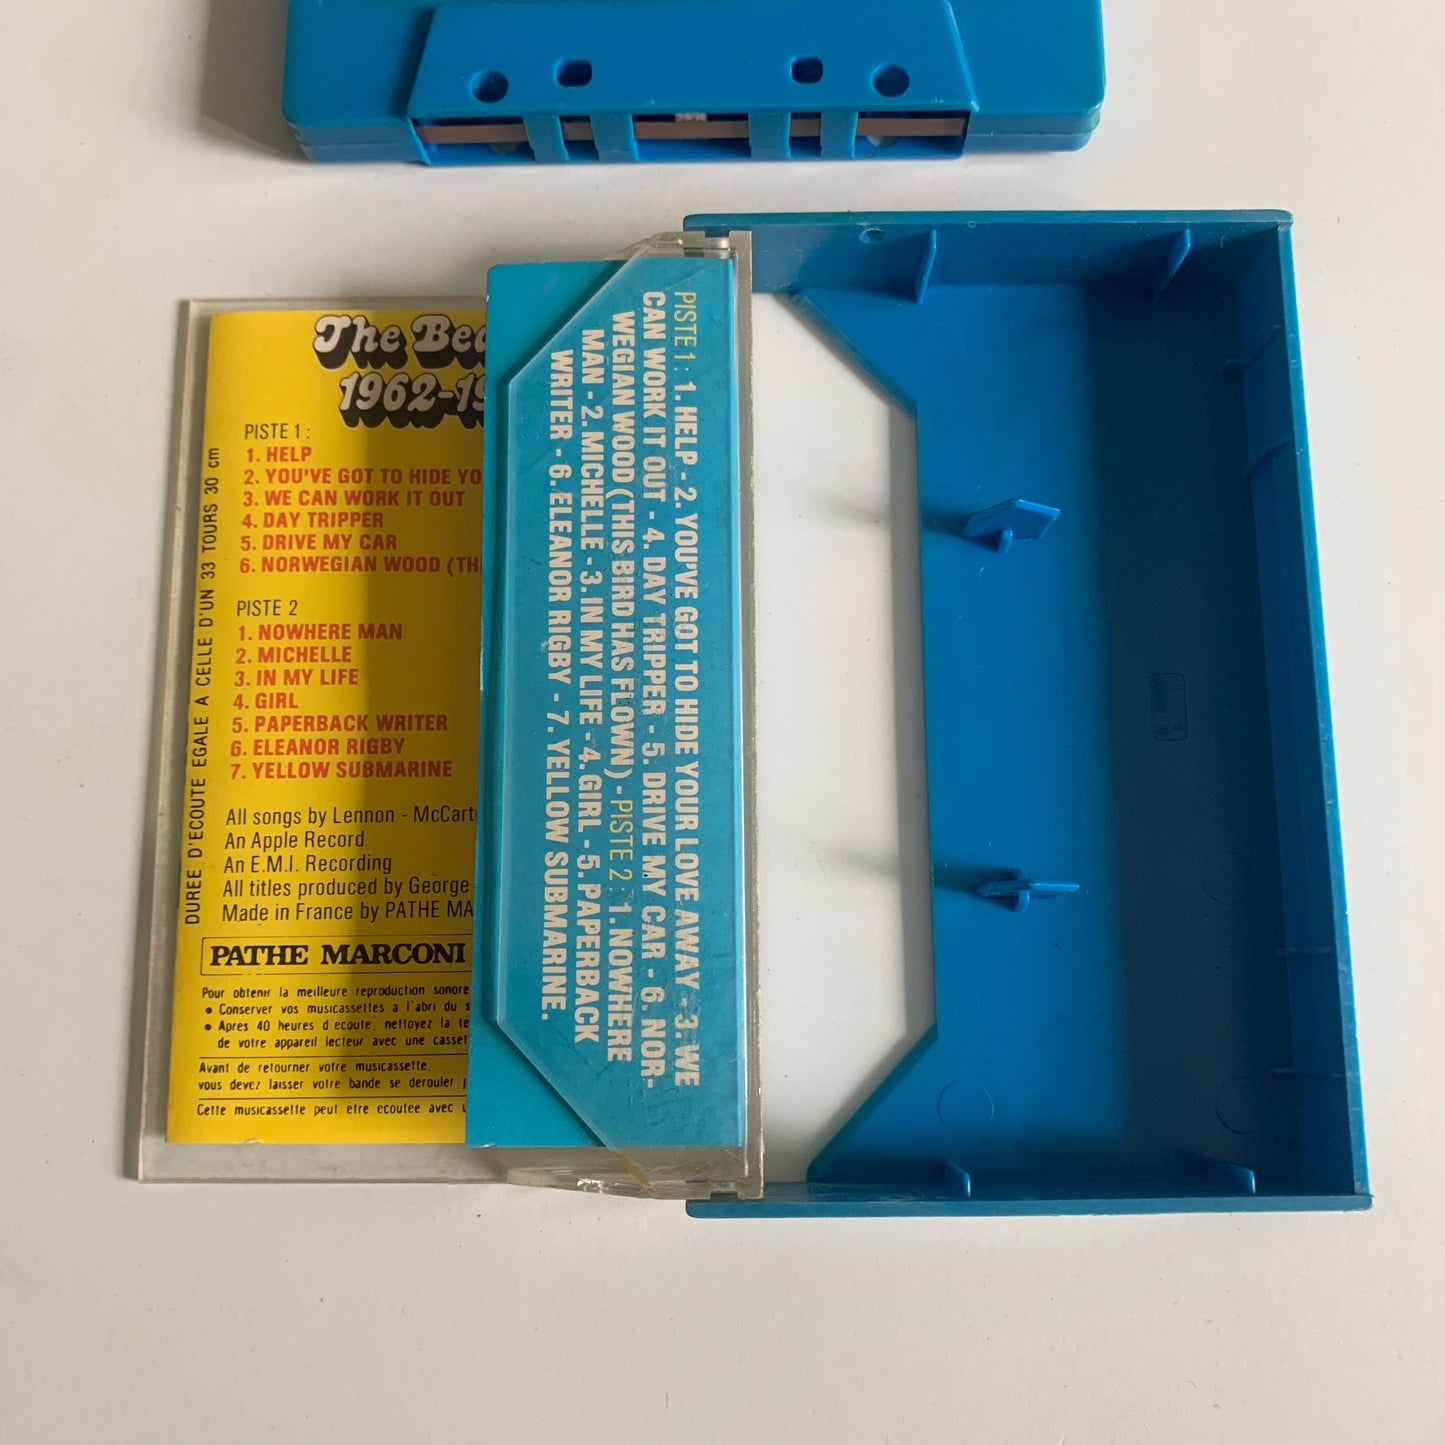 The Bea
1962-19
PISTE 1 :
1. HELP
2. YOU'VE GOT TO HIDE YO
3. WE CAN WORK IT OUT
4. DAY TRIPPER
5. DRIVE MY CAR
6. NORWEGIAN WOOD (TH
PISTE 2
1. NOWHERE MAN
2. MICHELLE
3. IN MY LIFE
4. GIRL
5. PAPERBACK WRITER
6. ELEANOR RIGBY
7. YELLOW SUBMARINE
All songs by Lennon - McCart
An Apple Record
An E.M.I. Recording
All titles produced by George
Made in France by PATHE MA
PATHE MARCONI
Pour obtenir la meilleure reproduction sonore
• Conserver vos musicassettes a l'abri du s
• Apres 40 heures d'ecoute, nettoyez la te
de votre appareil lecteur avec une casset
Avant de retourner votre musicassette,
vous devez laisser votre bande se derouler
Cette musicassette peut etre ecoutee avec
DUREE D'ECOUTE EGALE A CELLE D'UN 33 TOURS 30 cm
PISTE 1 : 1. HELP - 2. YOU'VE GOT TO HIDE YOUR LOVE AWAY - 3. WE
CAN WORK IT OUT - 4. DAY TRIPPER - 5. DRIVE MY CAR - 6. NOR-
WEGIAN WOOD (THIS BIRD HAS FLOWN) - PISTE 2 : 1. NOWHERE
MAN - 2. MICHELLE - 3. IN MY LIFE - 4. GIRL - 5. PAPERBACK
WRITER - 6. ELEANOR RIGBY - 7. YELLOW SUBMARINE.